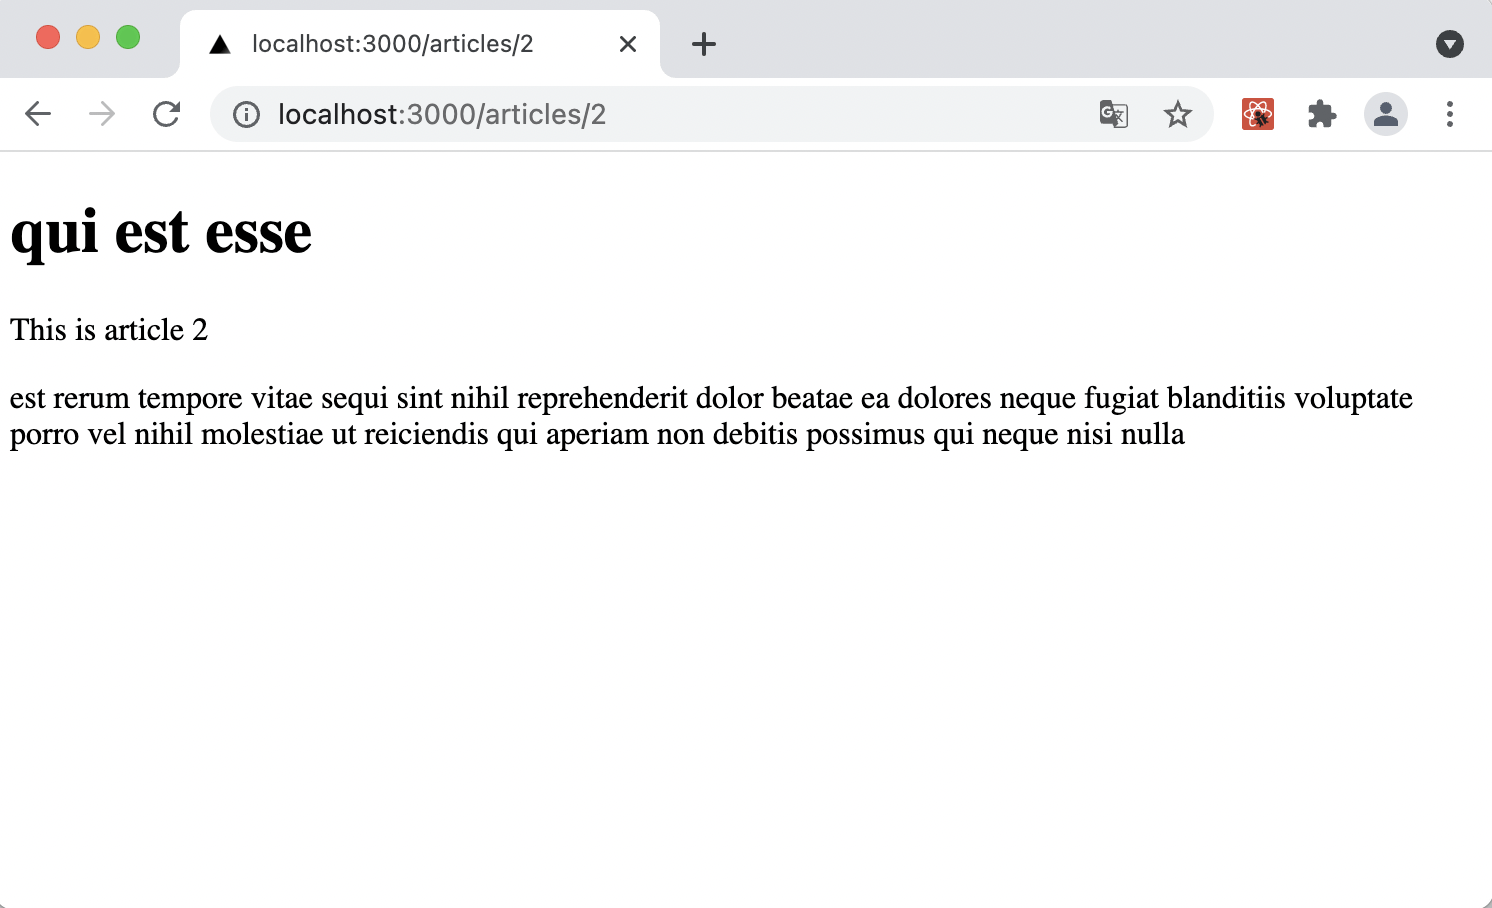 localhost:3000/articles/2
localhost:3000/articles/2
qui est esse
This is article 2
est rerum tempore vitae sequi sint nihil reprehenderit dolor beatae ea dolores neque fugiat blanditiis voluptate
porro vel nihil molestiae ut reiciendis qui aperiam non debitis possimus qui neque nisi nulla